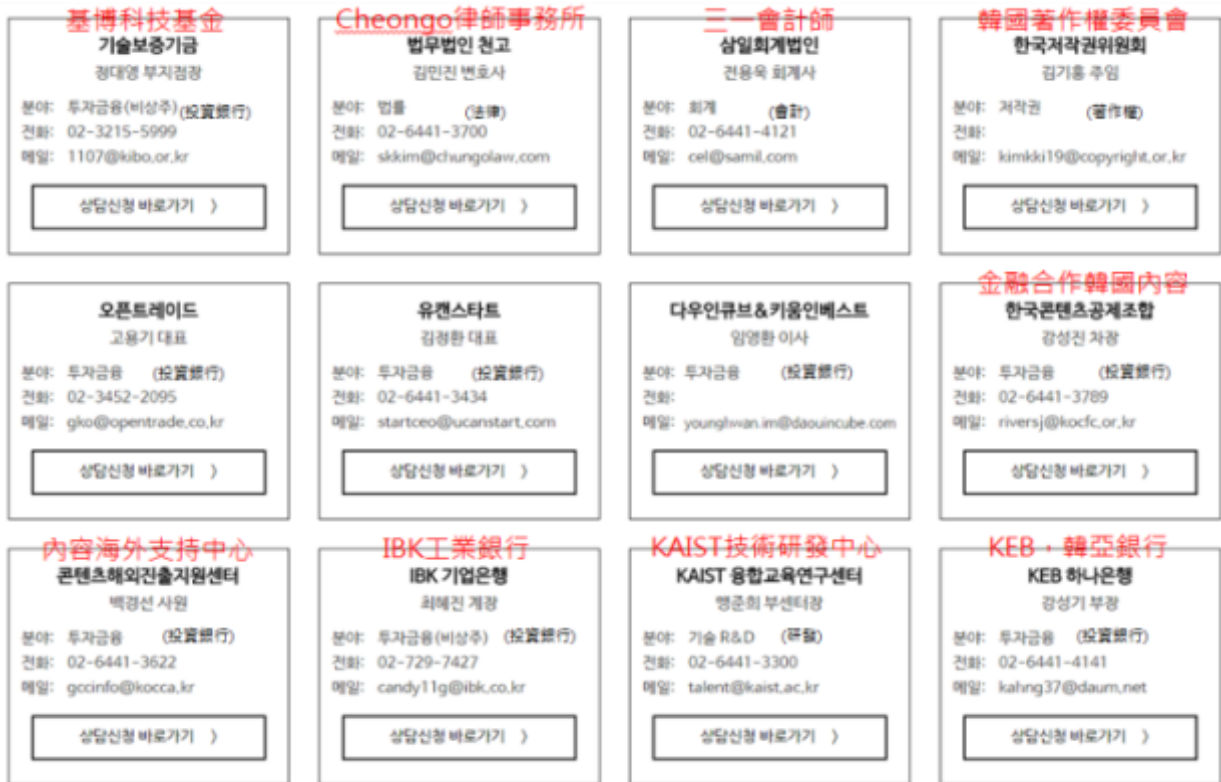 基博科技基金
기술보증기금
정대영 부지점장
분야: 투자금융(비상주) (投資銀行)
전화: 02-3215-5999
메일: 1107@kibo.or.kr
상담신청 바로가기 〉
Cheongo律師事務所
법무법인 천고
김민진 변호사
분야: 법률 (法律)
전화: 02-6441-3700
메일: skkim@chungolaw.com
상담신청 바로가기 〉
三一會計師
삼일회계법인
전용욱 회계사
분야: 회계 (會計)
전화: 02-6441-4121
메일: cel@samil.com
상담신청 바로가기 〉
韓國著作權委員會
한국저작권위원회
김기홍 주임
분야: 저작권 (著作權)
전화:
메일: kimkki19@copyright.or.kr
상담신청 바로가기 〉
오픈트레이드
고용기 대표
분야: 투자금융 (投資銀行)
전화: 02-3452-2095
메일: gko@opentrade.co.kr
상담신청 바로가기 〉
유캔스타트
김정환 대표
분야: 투자금융 (投資銀行)
전화: 02-6441-3434
메일: startceo@ucanstart.com
상담신청 바로가기 〉
다우인큐브&키움인베스트
임영환 이사
분야: 투자금융 (投資銀行)
전화:
메일: younghwan.im@daouincube.com
상담신청 바로가기 〉
金融合作韓國內容
한국콘텐츠공제조합
강성진 차장
분야: 투자금융 (投資銀行)
전화: 02-6441-3789
메일: riversj@kocfc.or.kr
상담신청 바로가기 〉
內容海外支持中心
콘텐츠해외진출지원센터
백경선 사원
분야: 투자금융 (投資銀行)
전화: 02-6441-3622
메일: gccinfo@kocca.kr
상담신청 바로가기 〉
IBK工業銀行
IBK 기업은행
최혜진 계장
분야: 투자금융(비상주) (投資銀行)
전화: 02-729-7427
메일: candy11g@ibk.co.kr
상담신청 바로가기 〉
KAIST技術研發中心
KAIST 융합교육연구센터
맹준희 부센터장
분야: 기술 R&D (研發)
전화: 02-6441-3300
메일: talent@kaist.ac.kr
상담신청 바로가기 〉
KEB・韓亞銀行
KEB 하나은행
강성기 부장
분야: 투자금융 (投資銀行)
전화: 02-6441-4141
메일: kahng37@daum.net
상담신청 바로가기 〉